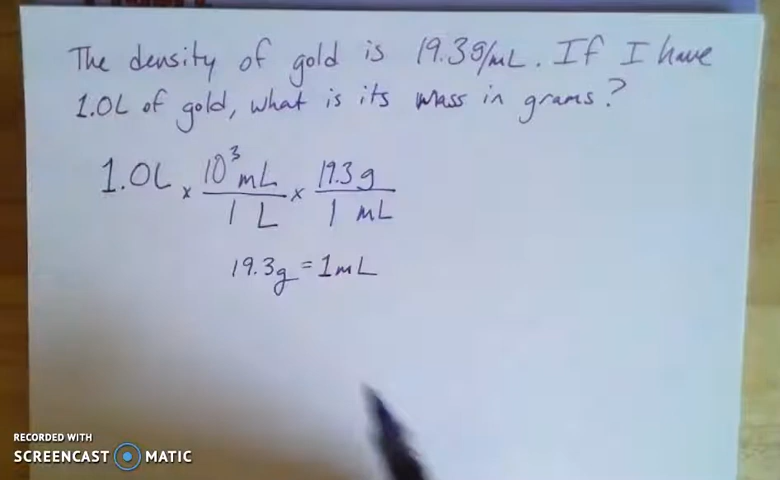 The density of gold is 19.3g/mL. If I have
1.0L of gold, what is its mass in grams?
1.0L x 10³mL / 1 L x 19.3g / 1 mL
19.3g = 1mL
RECORDED WITH
SCREENCAST MATIC